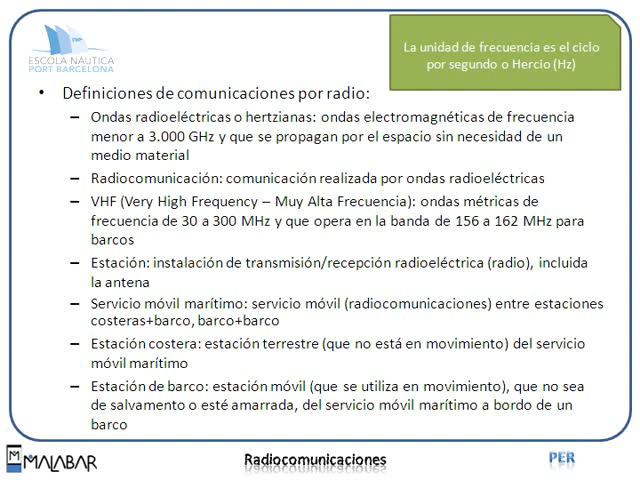 ESCOLA NÀUTICA
PORT BARCELONA
La unidad de frecuencia es el ciclo
por segundo o Hercio (Hz)
• Definiciones de comunicaciones por radio:
– Ondas radioeléctricas o hertzianas: ondas electromagnéticas de frecuencia
menor a 3.000 GHz y que se propagan por el espacio sin necesidad de un
medio material
– Radiocomunicación: comunicación realizada por ondas radioeléctricas
– VHF (Very High Frequency – Muy Alta Frecuencia): ondas métricas de
frecuencia de 30 a 300 MHz y que opera en la banda de 156 a 162 MHz para
barcos
– Estación: instalación de transmisión/recepción radioeléctrica (radio), incluida
la antena
– Servicio móvil marítimo: servicio móvil (radiocomunicaciones) entre estaciones
costeras+barco, barco+barco
– Estación costera: estación terrestre (que no está en movimiento) del servicio
móvil marítimo
– Estación de barco: estación móvil (que se utiliza en movimiento), que no sea
de salvamento o esté amarrada, del servicio móvil marítimo a bordo de un
barco
MALABAR
Radiocomunicaciones
PER